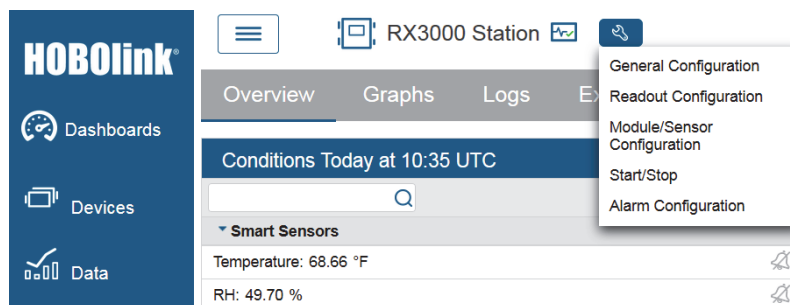 HOBOlink®
Dashboards
Devices
Data
RX3000 Station
Overview Graphs Logs
Conditions Today at 10:35 UTC
Smart Sensors
Temperature: 68.66 °F
RH: 49.70 %
General Configuration
Readout Configuration
Module/Sensor
Configuration
Start/Stop
Alarm Configuration